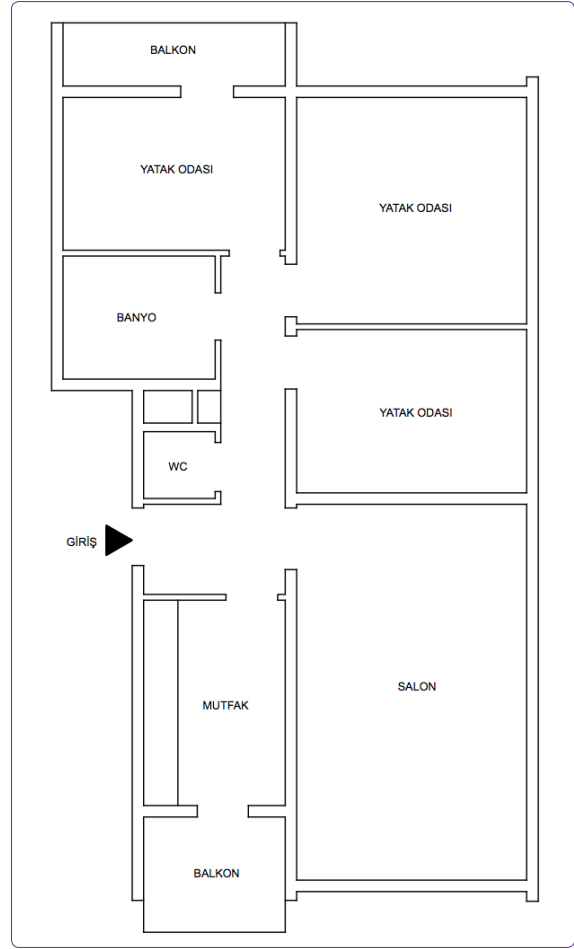 BALKON
YATAK ODASI
YATAK ODASI
BANYO
YATAK ODASI
WC
GİRİŞ
SALON
MUTFAK
BALKON